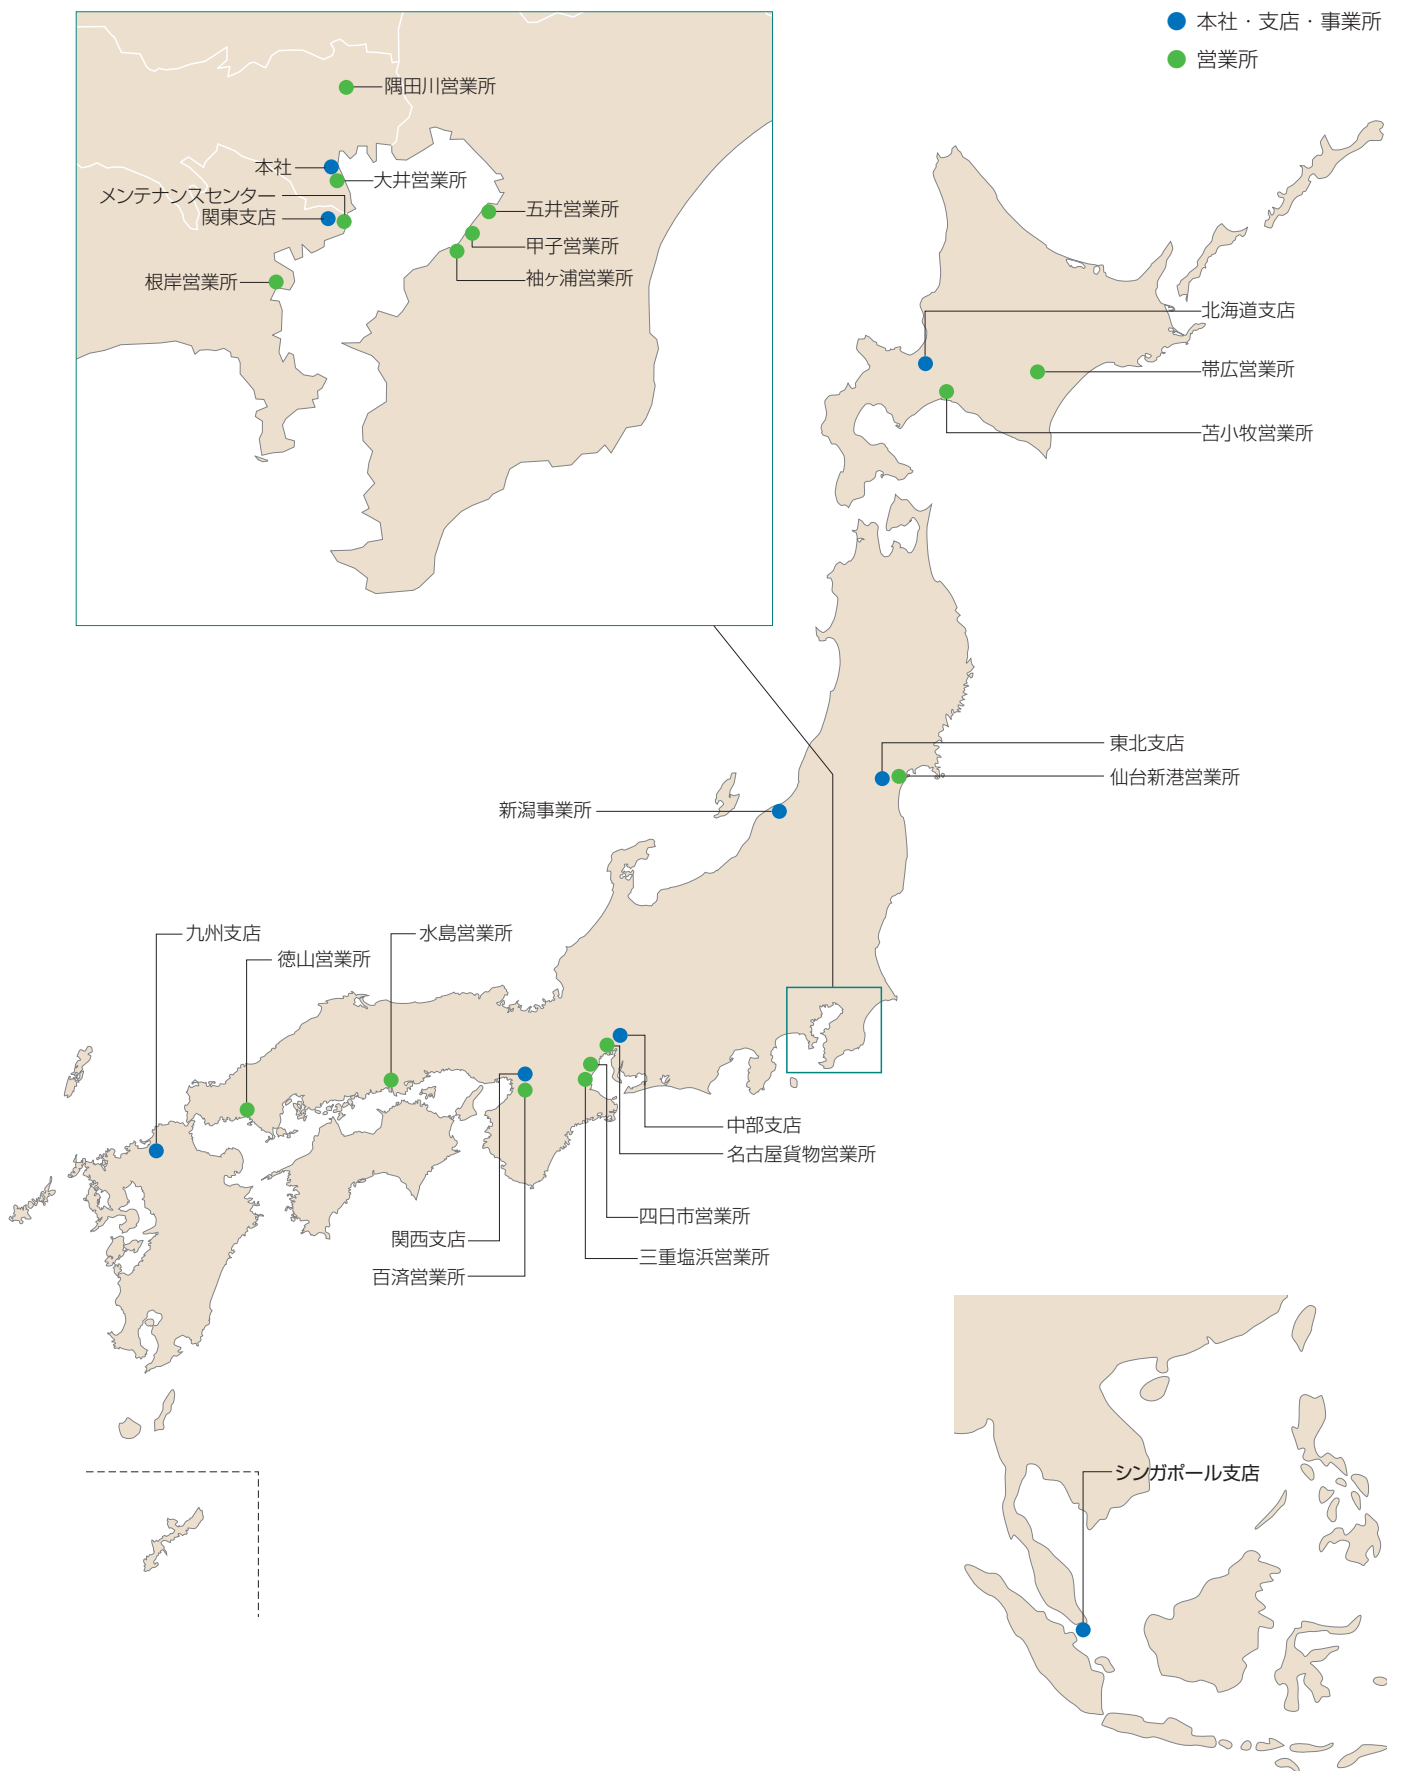 本社・支店・事業所
営業所
隅田川営業所
本社
大井営業所
メンテナンスセンター
関東支店
五井営業所
甲子営業所
袖ヶ浦営業所
根岸営業所
北海道支店
帯広営業所
苫小牧営業所
東北支店
仙台新港営業所
新潟事業所
九州支店
水島営業所
徳山営業所
中部支店
名古屋貨物営業所
四日市営業所
関西支店
三重塩浜営業所
百済営業所
シンガポール支店